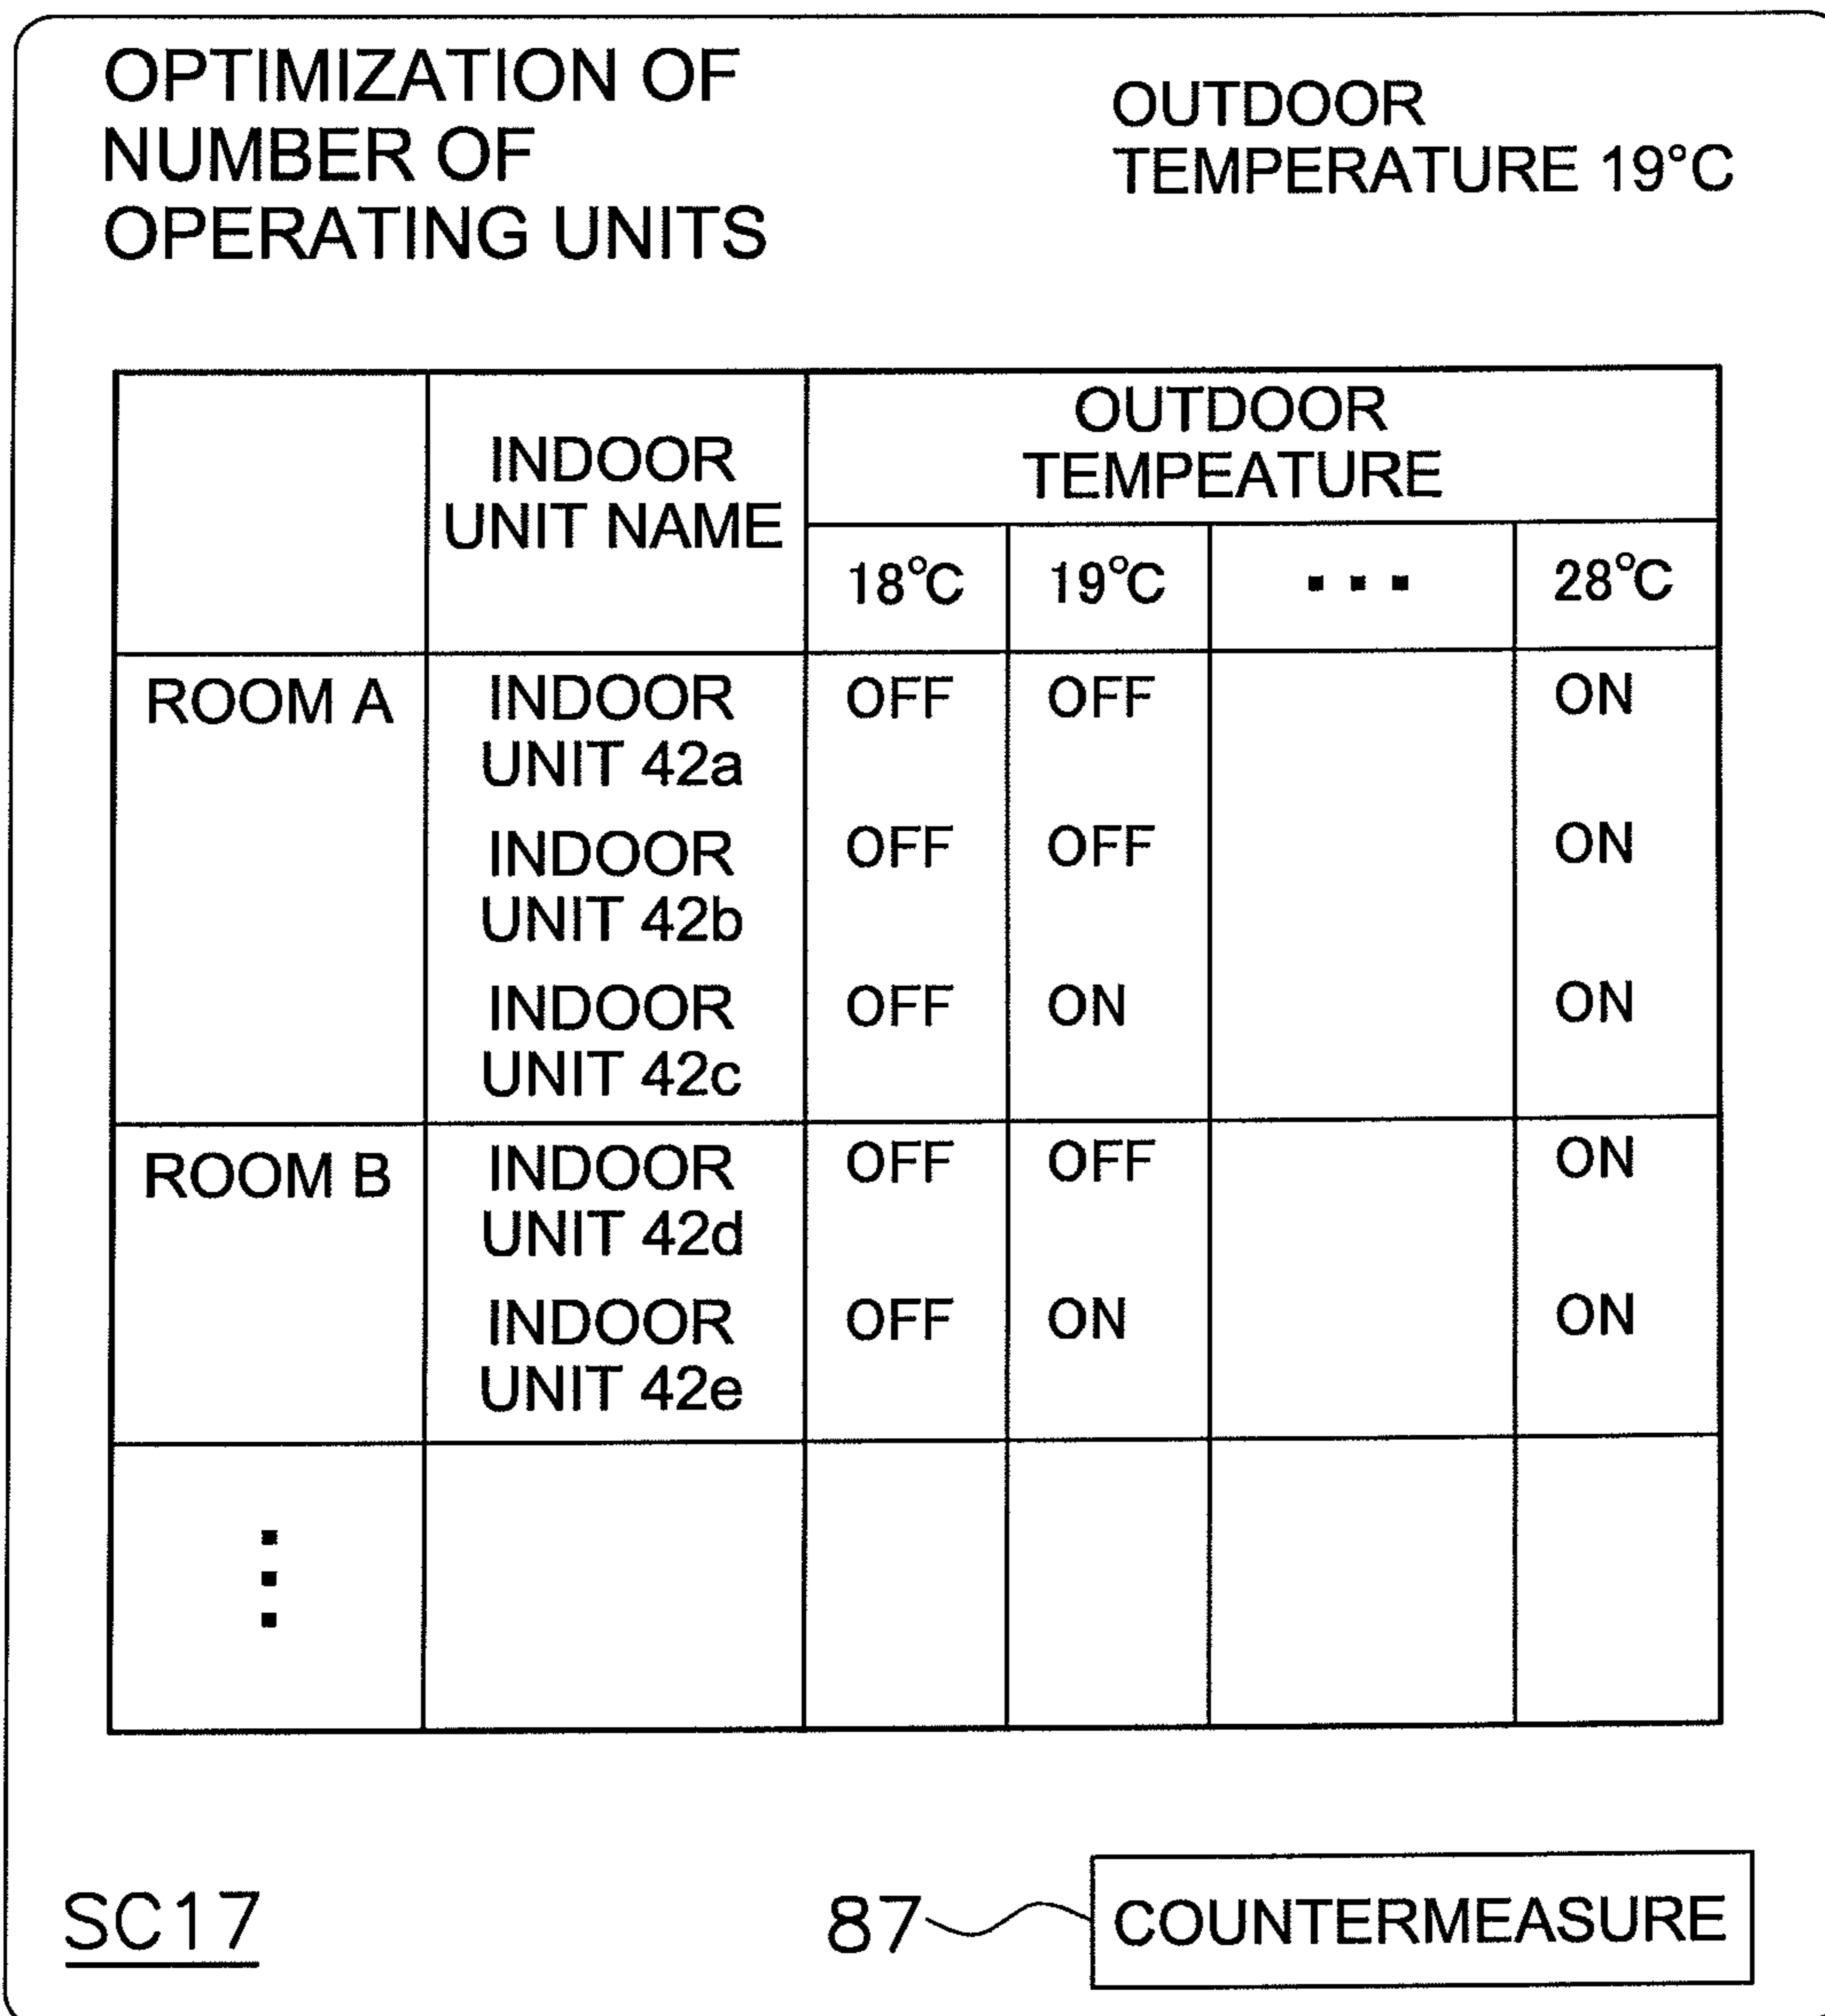 OPTIMIZATION OF
NUMBER OF
OPERATING UNITS
OUTDOOR
TEMPERATURE 19°C
INDOOR
UNIT NAME
OUTDOOR
TEMPEATURE
18°C 19°C ... 28°C
ROOM A INDOOR OFF OFF ON
UNIT 42a
INDOOR OFF OFF ON
UNIT 42b
INDOOR OFF ON ON
UNIT 42c
ROOM B INDOOR OFF OFF ON
UNIT 42d
INDOOR OFF ON ON
UNIT 42e
SC17 87 COUNTERMEASURE